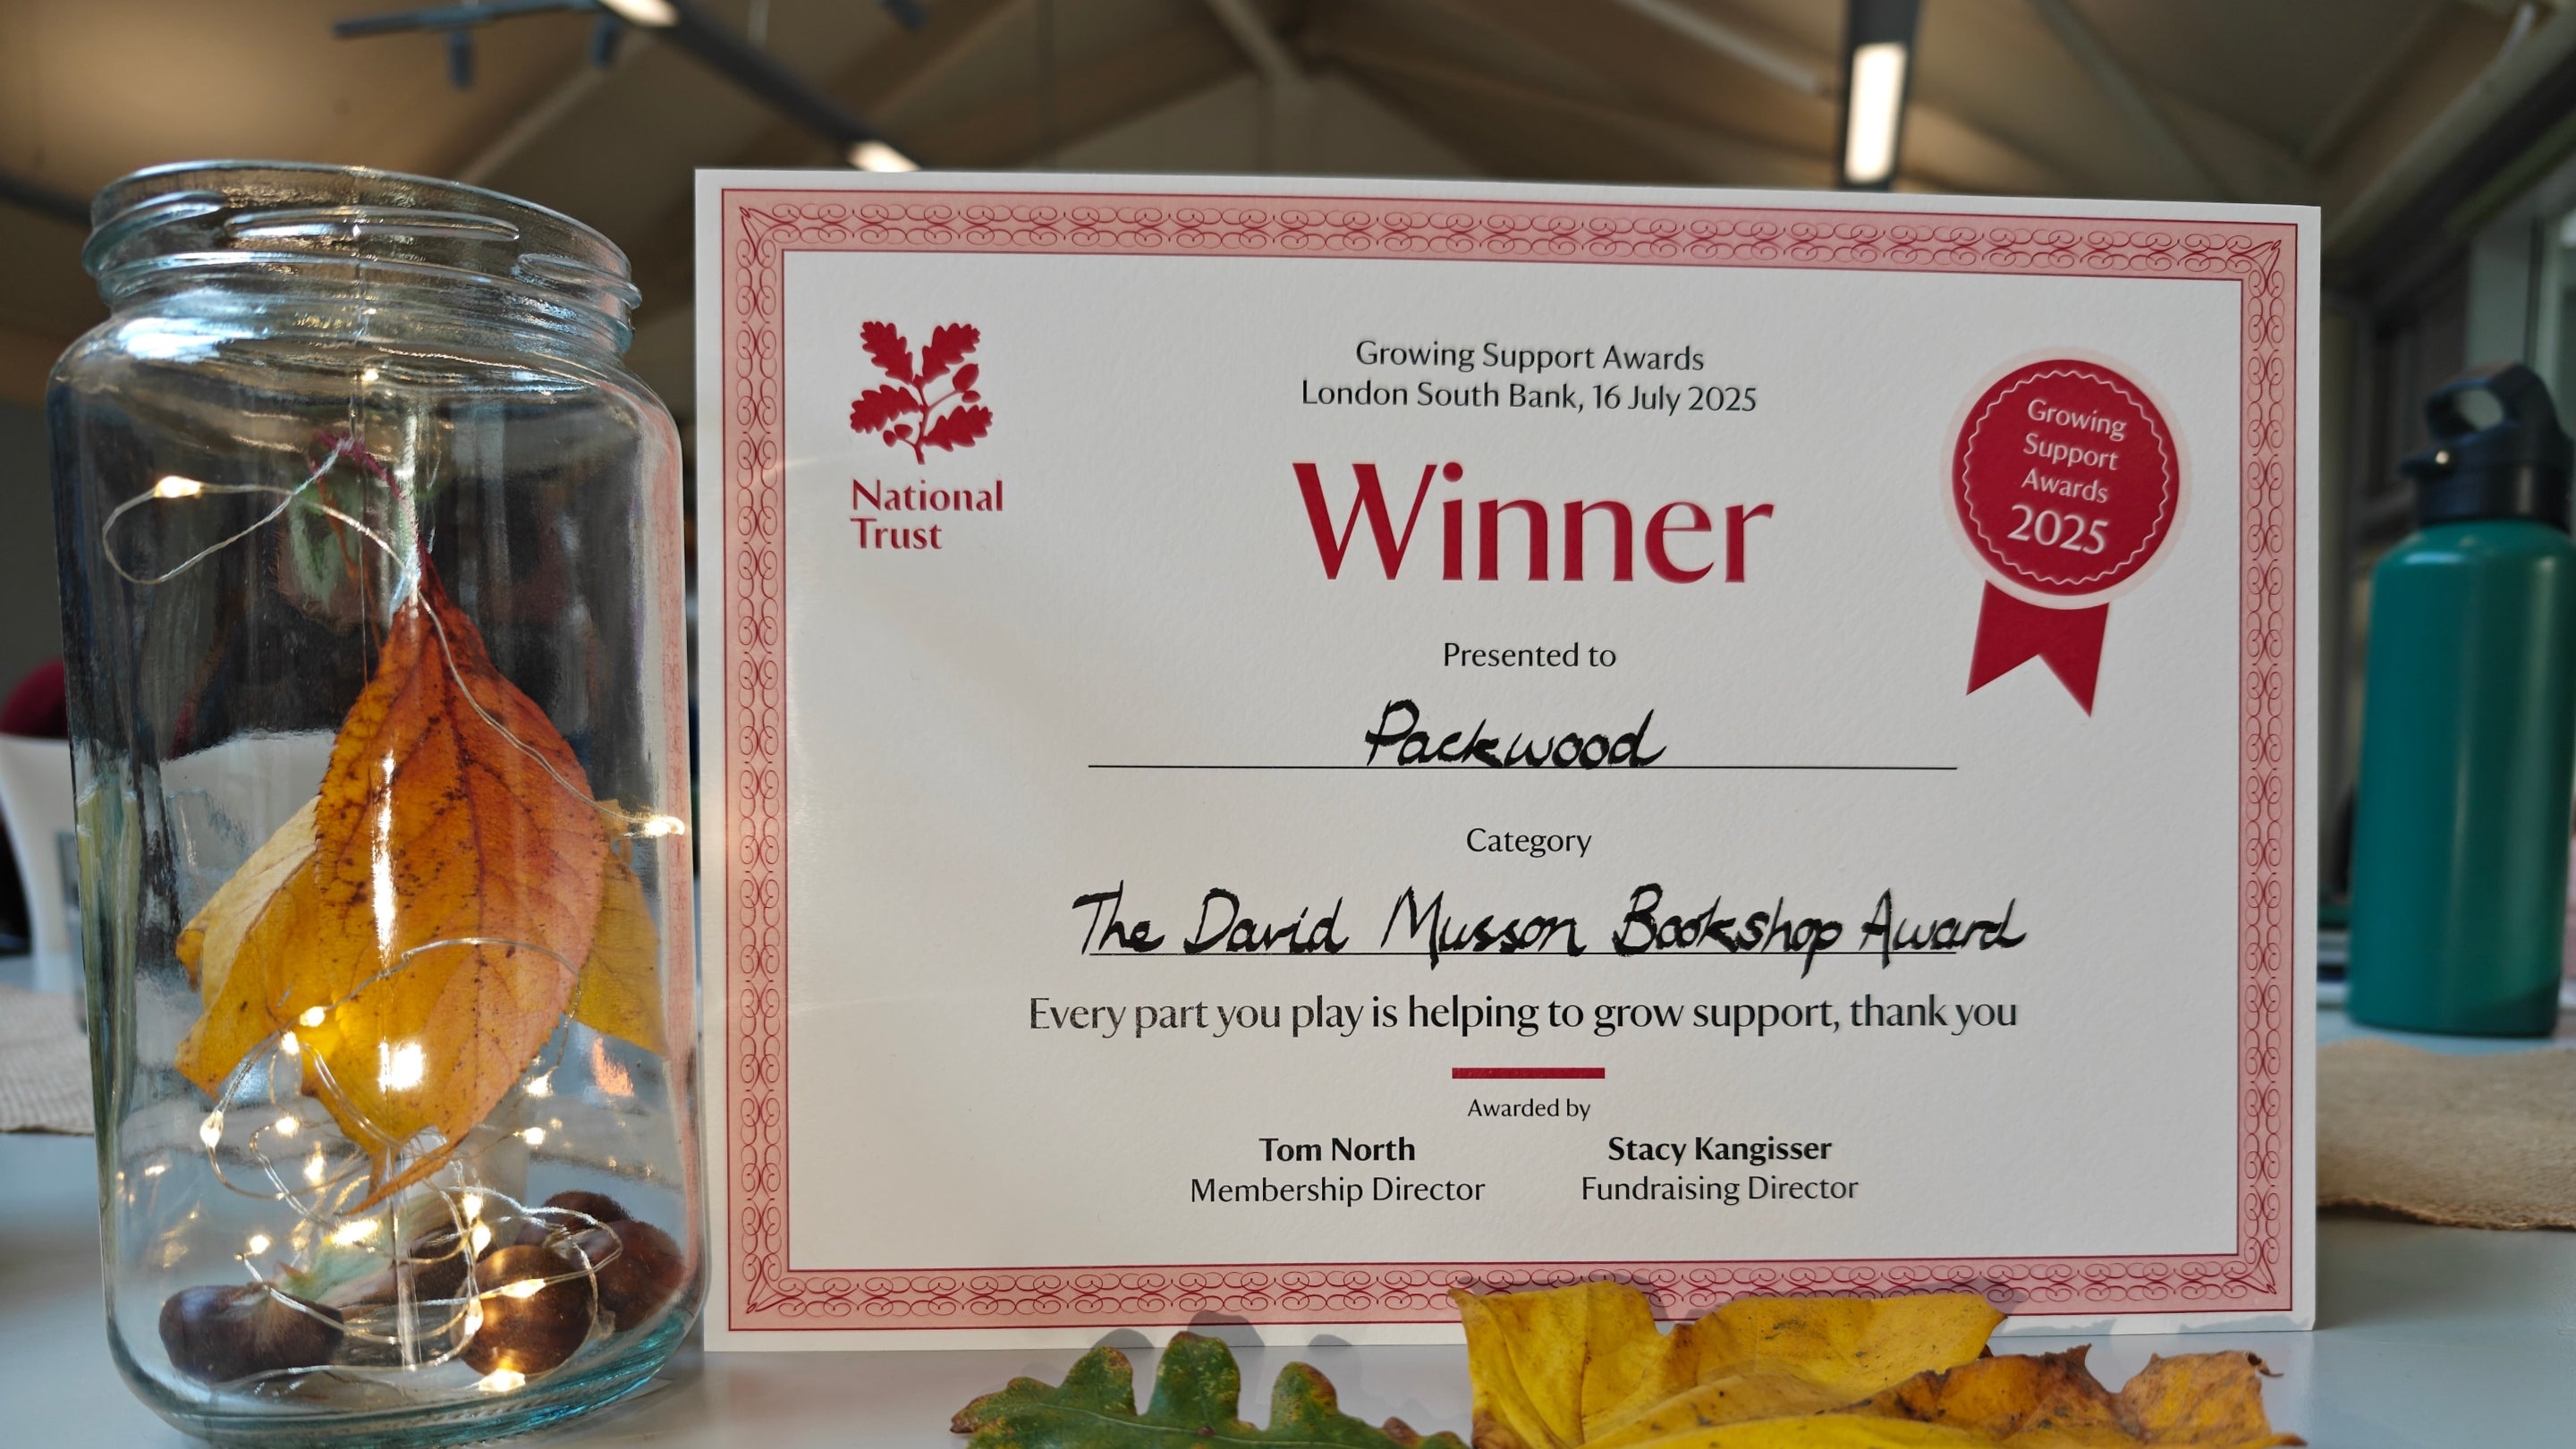 National
Trust
Growing Support Awards
London South Bank, 16 July 2025
Winner
Growing
Support
Awards
2025
Presented to
Packwood
Category
The David Musson Bookshop Award
Every part you play is helping to grow support, thank you
Awarded by
Tom North
Membership Director
Stacy Kangisser
Fundraising Director